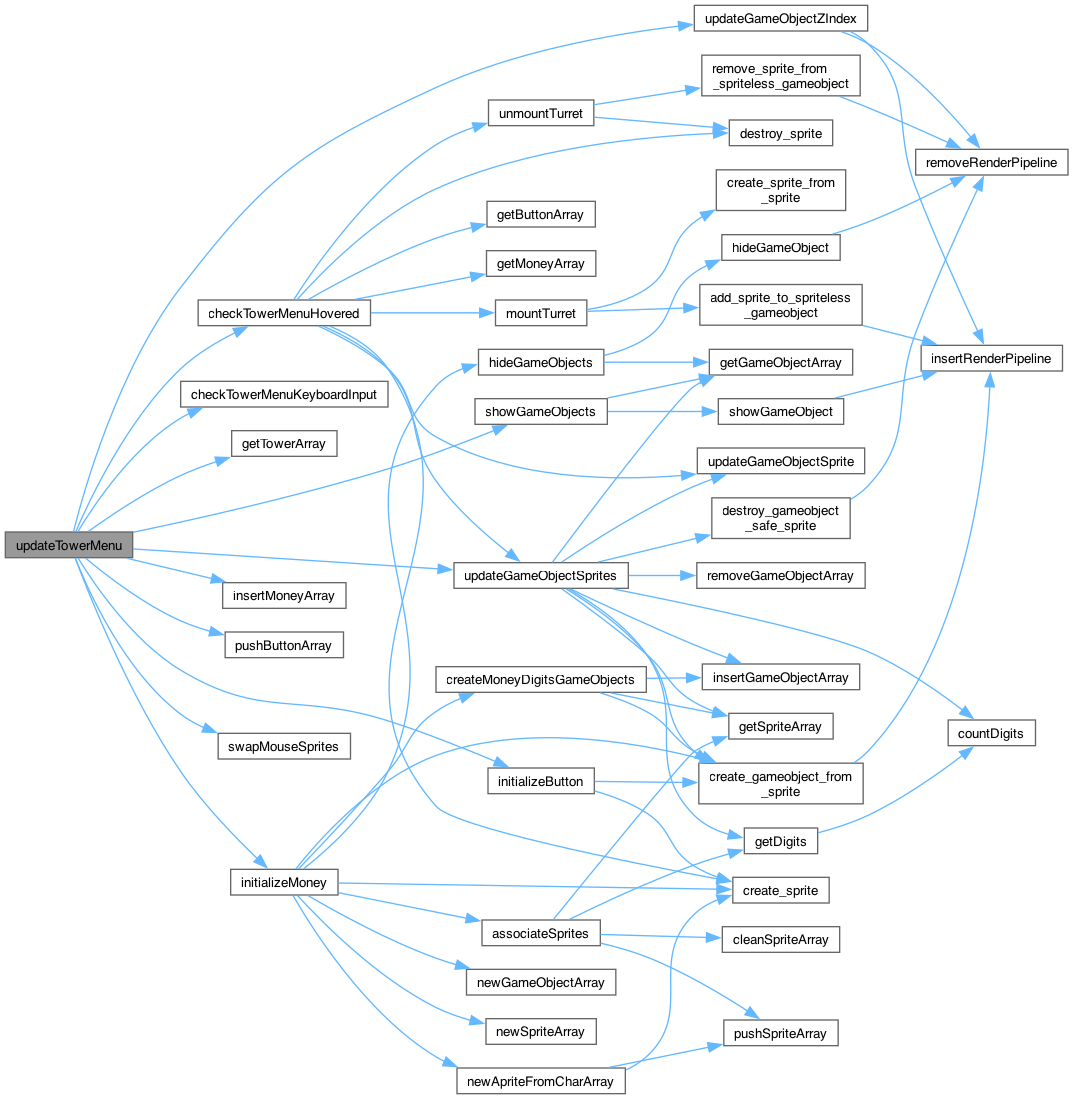 updateGameObjectZIndex
remove_sprite_from
_spriteless_gameobject
unmountTurret
destroy_sprite
removeRenderPipeline
create_sprite_from
_sprite
getButtonArray
hideGameObject
getMoneyArray
add_sprite_to_spriteless
_gameobject
checkTowerMenuHovered
mountTurret
insertRenderPipeline
hideGameObjects
getGameObjectArray
checkTowerMenuKeyboardInput
showGameObjects
showGameObject
getTowerArray
updateGameObjectSprite
destroy_gameobject
_safe_sprite
updateTowerMenu
updateGameObjectSprites
removeGameObjectArray
insertMoneyArray
pushButtonArray
createMoneyDigitsGameObjects
insertGameObjectArray
getSpriteArray
countDigits
swapMouseSprites
initializeButton
create_gameobject_from
_sprite
getDigits
initializeMoney
create_sprite
associateSprites
cleanSpriteArray
newGameObjectArray
newSpriteArray
pushSpriteArray
newApriteFromCharArray